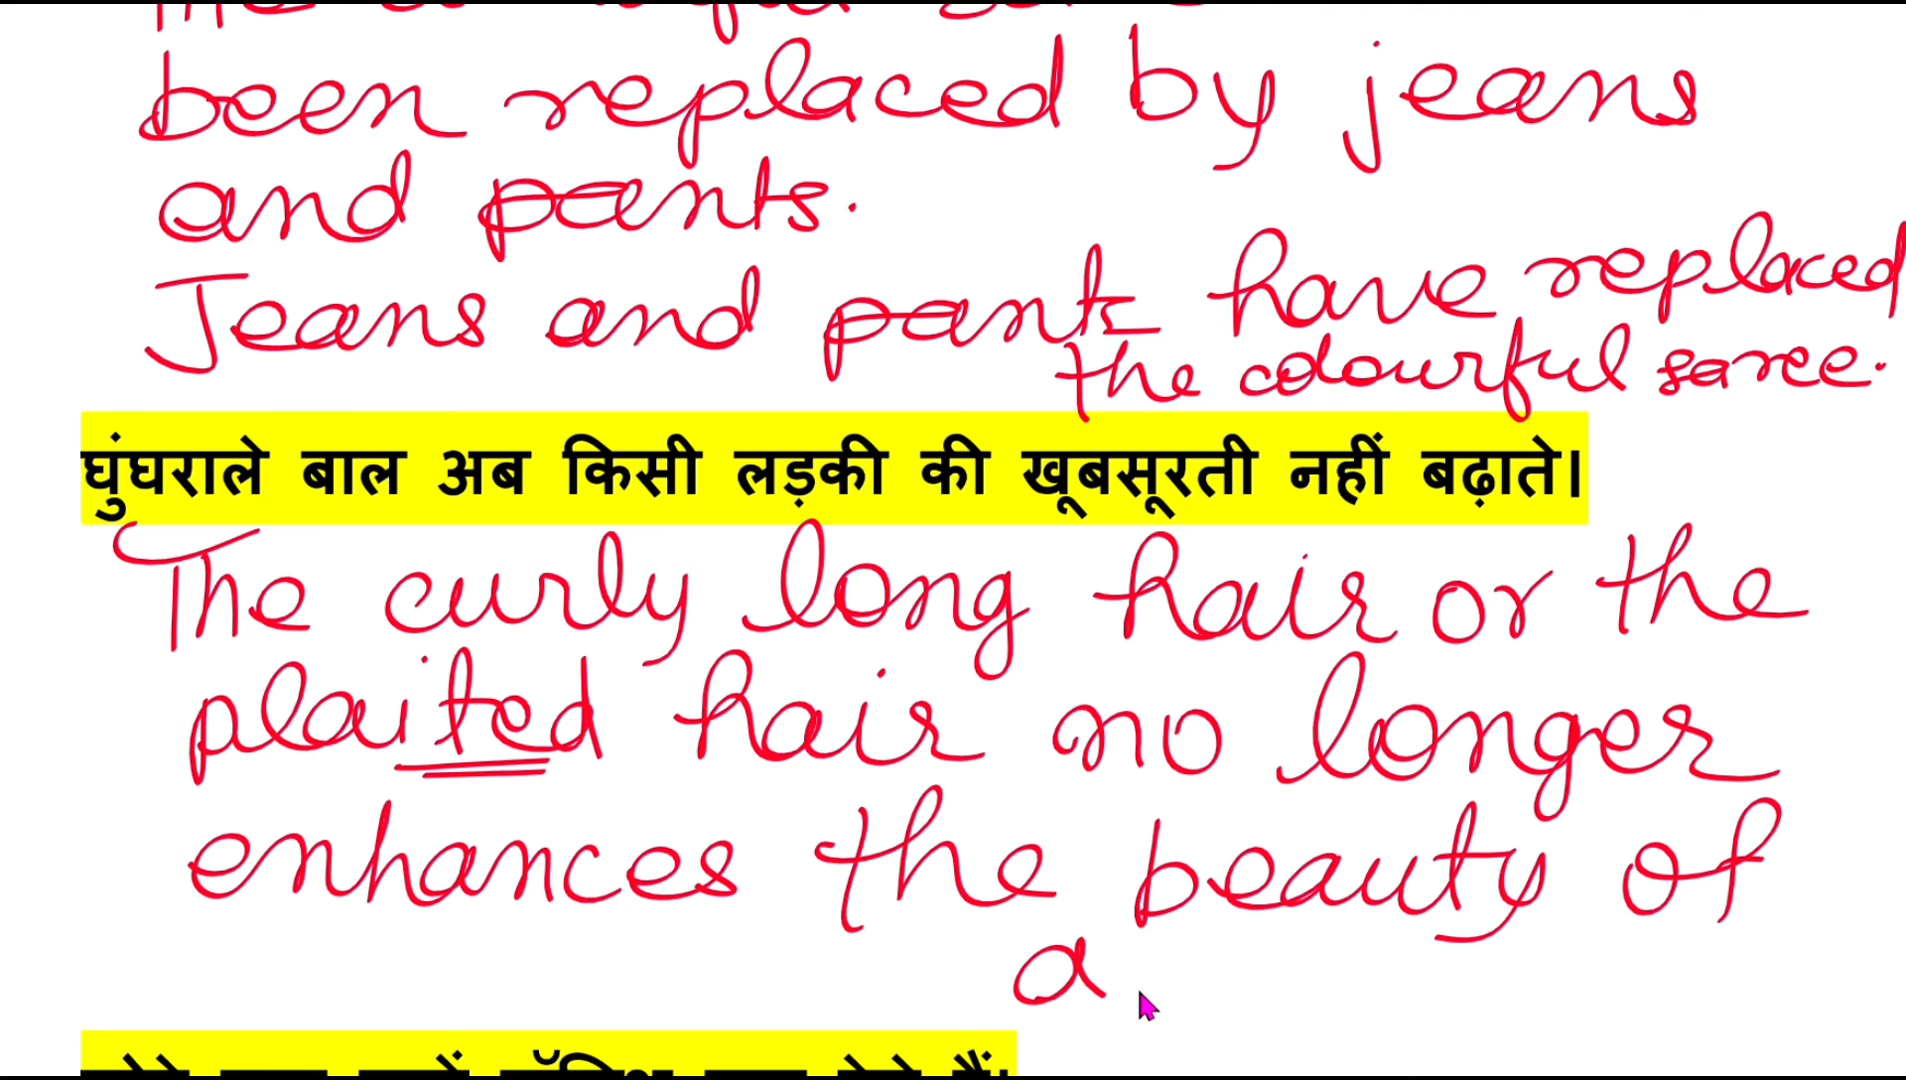 been replaced by jeans
and pants.
Jeans and pants have replaced
the colourful saree.
घुंघराले बाल अब किसी लड़की की खूबसूरती नहीं बढ़ाते।
The curly long hair or the
plaited hair no longer
enhances the beauty of
a